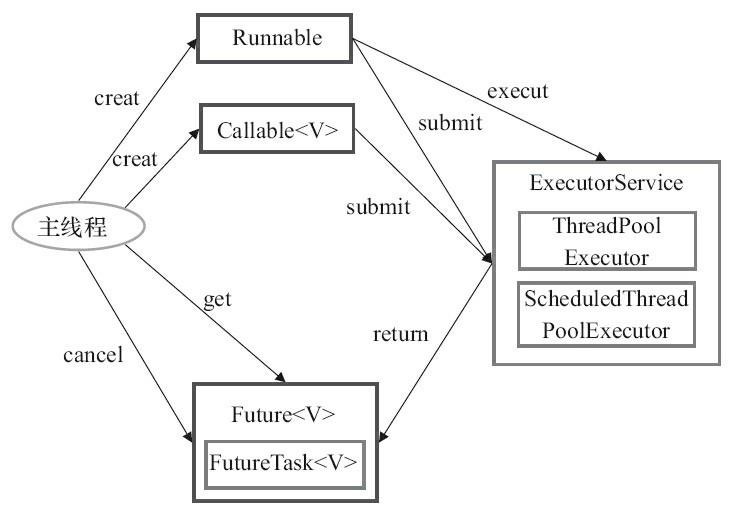 Runnable
creat
execut
submit
Callable<V>
creat
ExecutorService
submit
主线程
ThreadPool
Executor
get
ScheduledThread
PoolExecutor
return
cancel
Future<V>
FutureTask<V>